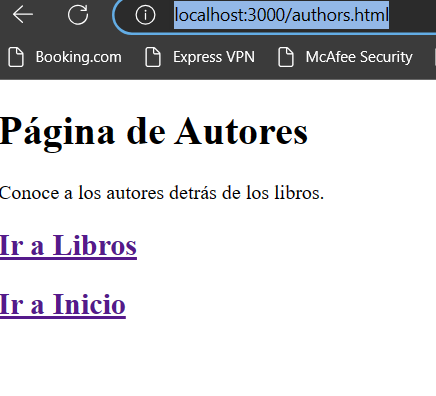 localhost:3000/authors.html
Booking.com Express VPN McAfee Security
Página de Autores
Conoce a los autores detrás de los libros.
Ir a Libros
Ir a Inicio